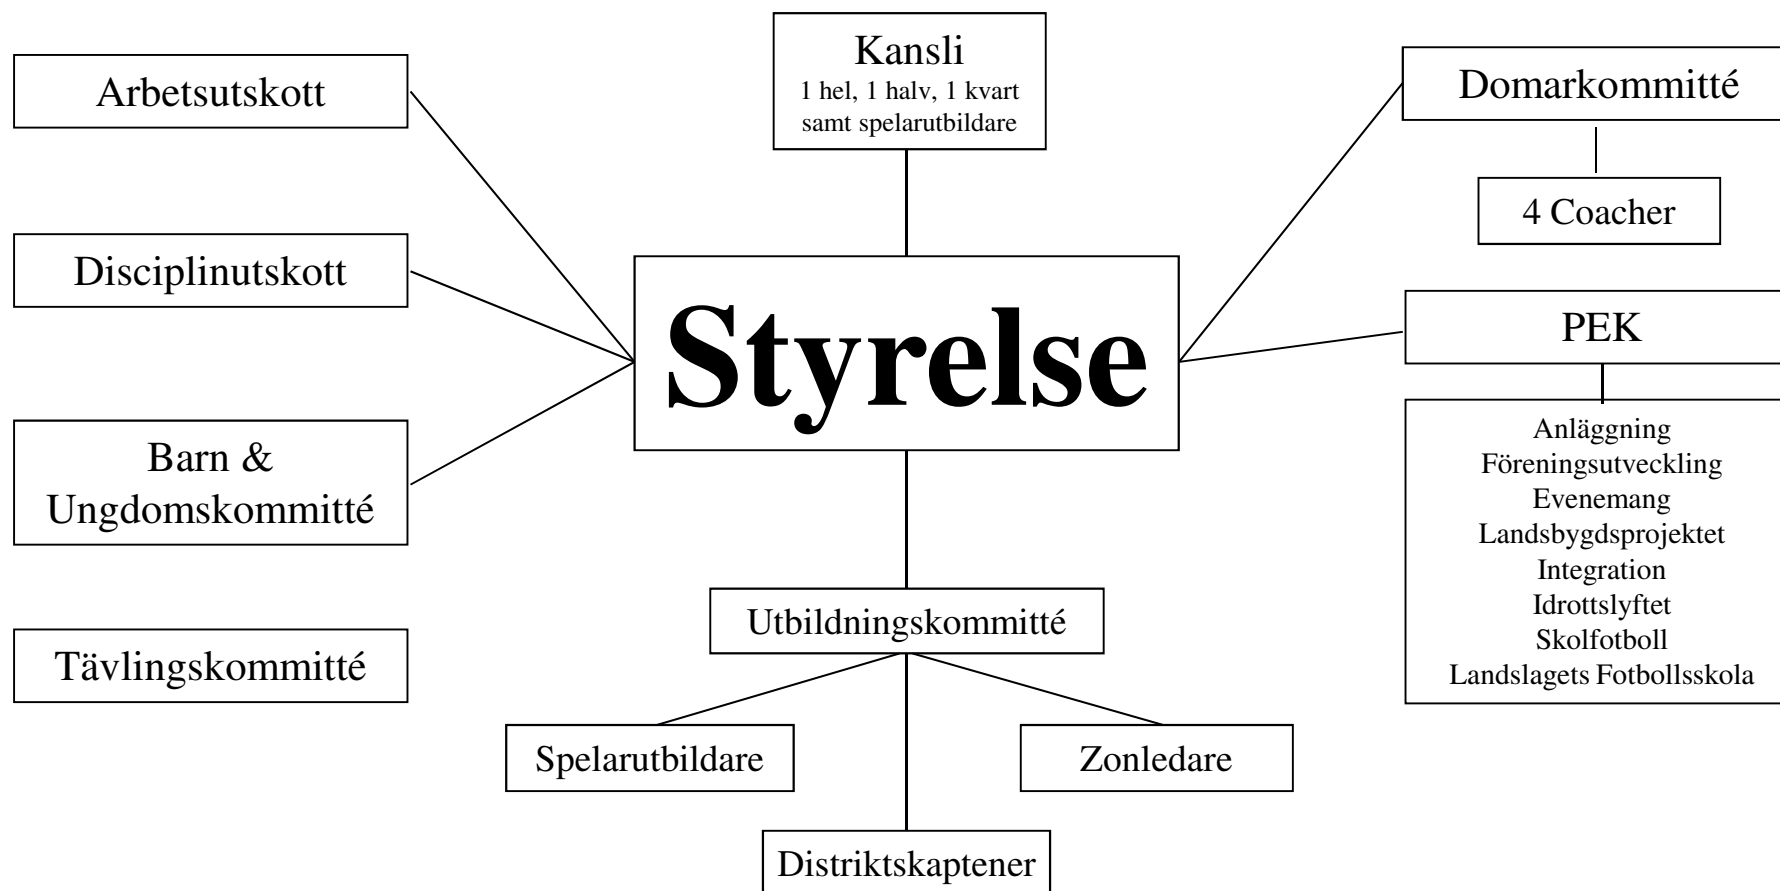 Arbetsutskott
Kansli
1 hel, 1 halv, 1 kvart
samt spelarutbildare
Domarkommitté
4 Coacher
Disciplinutskott
Styrelse
PEK
Anläggning
Föreningsutveckling
Evenemang
Landsbygdsprojektet
Integration
Idrottslyftet
Skolfotboll
Landslagets Fotbollsskola
Barn &
Ungdomskommitté
Tävlingskommitté
Utbildningskommitté
Spelarutbildare
Zonledare
Distriktskaptener